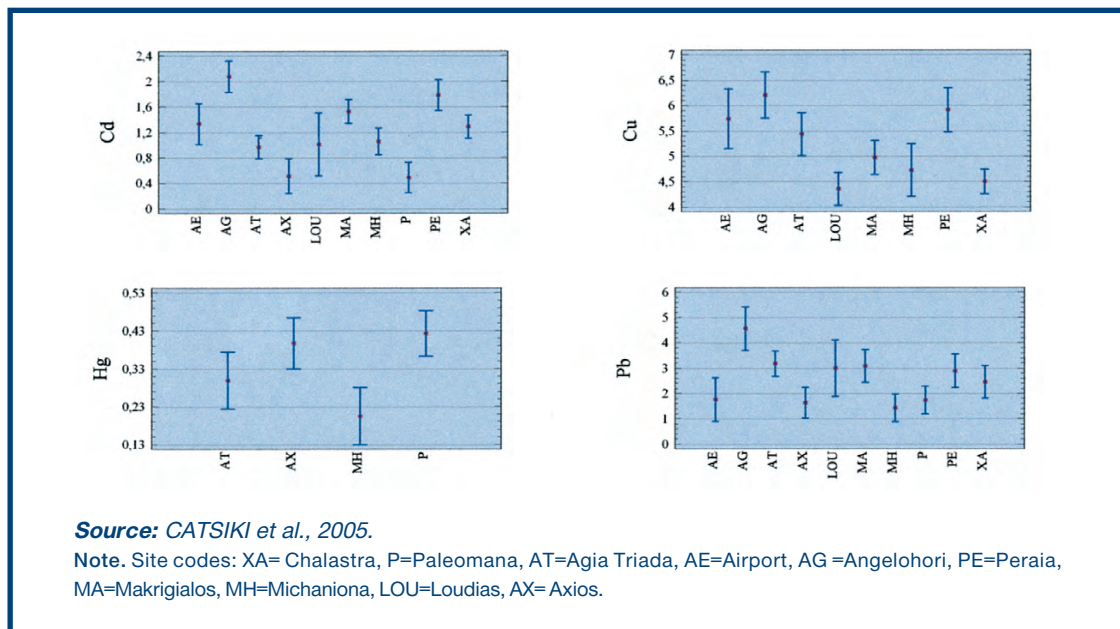 2,4
2
1,6
1,2
0,8
0,4
0
Cd
AE
AG
AT
AX
LOU
MA
MH
P
PE
XA
7
6,5
6
5,5
5
4,5
4
Cu
AE
AG
AT
LOU
MA
MH
PE
XA
0,53
0,43
0,33
0,23
0,13
Hg
AT
AX
MH
P
6
5
4
3
2
1
0
Pb
AE
AG
AT
AX
LOU
MA
MH
P
PE
XA
Source: CATSIKI et al., 2005.
Note. Site codes: XA= Chalastra, P=Paleomana, AT=Agia Triada, AE=Airport, AG =Angelohori, PE=Peraia,
MA=Makrigialos, MH=Michaniona, LOU=Loudias, AX= Axios.